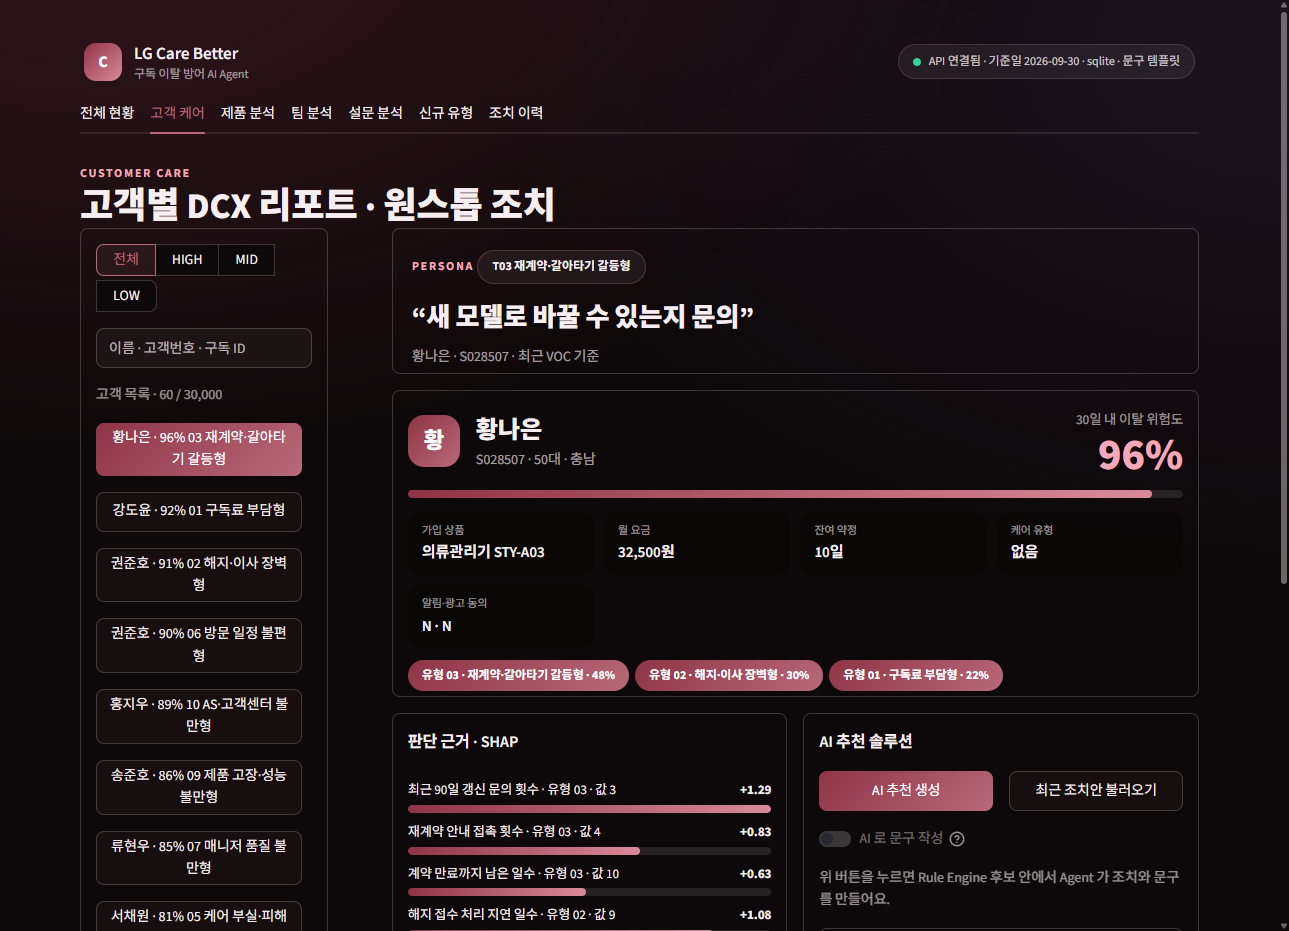 C
LG Care Better
구독 이탈 방어 AI Agent
API 연결됨 · 기준일 2026-09-30 · sqlite · 문구 템플릿
전체 현황 고객 케어 제품 분석 팀 분석 설문 분석 신규 유형 조치 이력
CUSTOMER CARE
고객별 DCX 리포트 · 원스톱 조치
전체 HIGH MID
LOW
이름 · 고객번호 · 구독 ID
고객 목록 · 60 / 30,000
황나은 · 96% 03 재계약·갈아타
기 갈등형
강도윤 · 92% 01 구독료 부담형
권준호 · 91% 02 해지·이사 장벽
형
권준호 · 90% 06 방문 일정 불편
형
홍지우 · 89% 10 AS·고객센터 불
만형
송준호 · 86% 09 제품 고장·성능
불만형
류현우 · 85% 07 매니저 품질 불
만형
서채원 · 81% 05 케어 부실·피해
PERSONA T03 재계약·갈아타기 갈등형
“새 모델로 바꿀 수 있는지 문의”
황나은 · S028507 · 최근 VOC 기준
황
황나은
S028507 · 50대 · 충남
30일 내 이탈 위험도
96%
가입 상품
의류관리기 STY-A03
월 요금
32,500원
잔여 약정
10일
케어 유형
없음
알림·광고 동의
N · N
유형 03 · 재계약·갈아타기 갈등형 · 48% 유형 02 · 해지·이사 장벽형 · 30% 유형 01 · 구독료 부담형 · 22%
판단 근거 · SHAP
최근 90일 갱신 문의 횟수 · 유형 03 · 값 3 +1.29
재계약 안내 접촉 횟수 · 유형 03 · 값 4 +0.83
계약 만료까지 남은 일수 · 유형 03 · 값 10 +0.63
해지 접수 처리 지연 일수 · 유형 02 · 값 9 +1.08
AI 추천 솔루션
AI 추천 생성 최근 조치안 불러오기
AI 로 문구 작성 ?
위 버튼을 누르면 Rule Engine 후보 안에서 Agent 가 조치와 문구
를 만들어요.